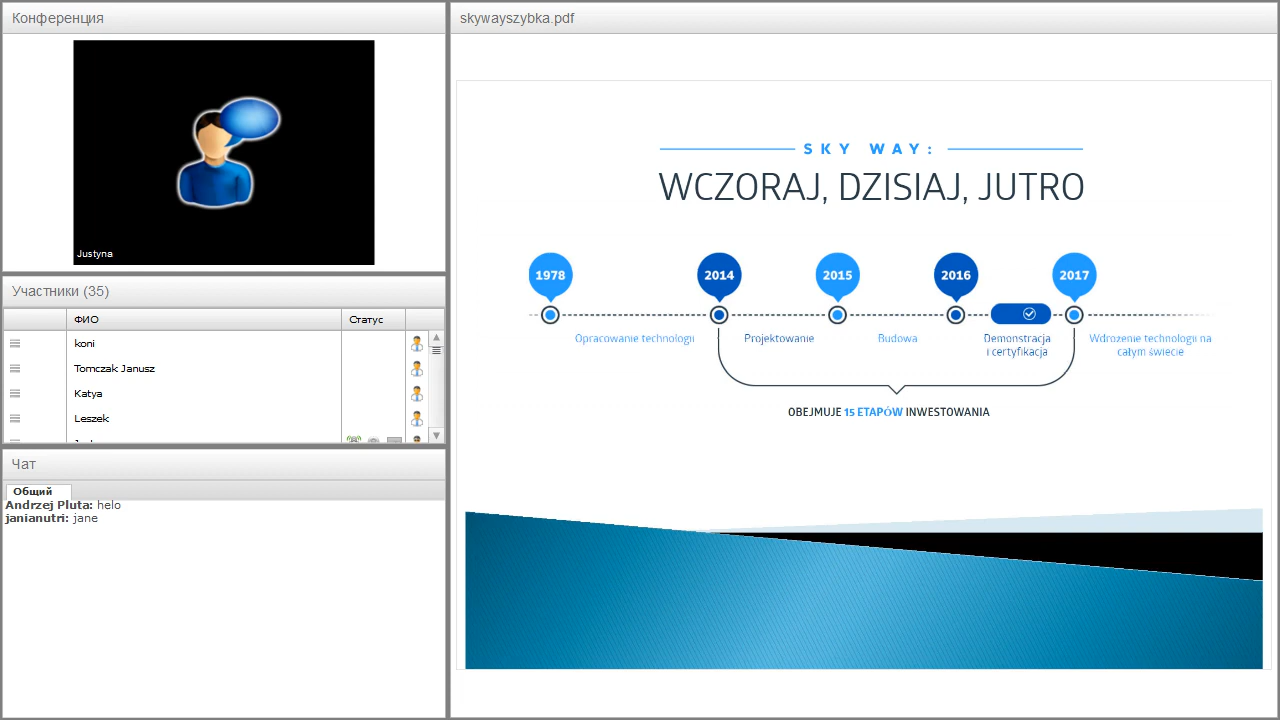 Конференция
Justyna
Участники (35)
ФИО
Статус
koni
Tomczak Janusz
Katya
Leszek
Чат
Общий
Andrzej Pluta: helo
janianutri: jane
skywayszybka.pdf
SKY WAY:
WCZORAJ, DZISIAJ, JUTRO
1978
2014
2015
2016
2017
Opracowanie technologii
Projektowanie
Budowa
Demonstracja
i certyfikacja
Wdrożenie technologii na
całym świecie
OBEJMUJE 15 ETAPÓW INWESTOWANIA